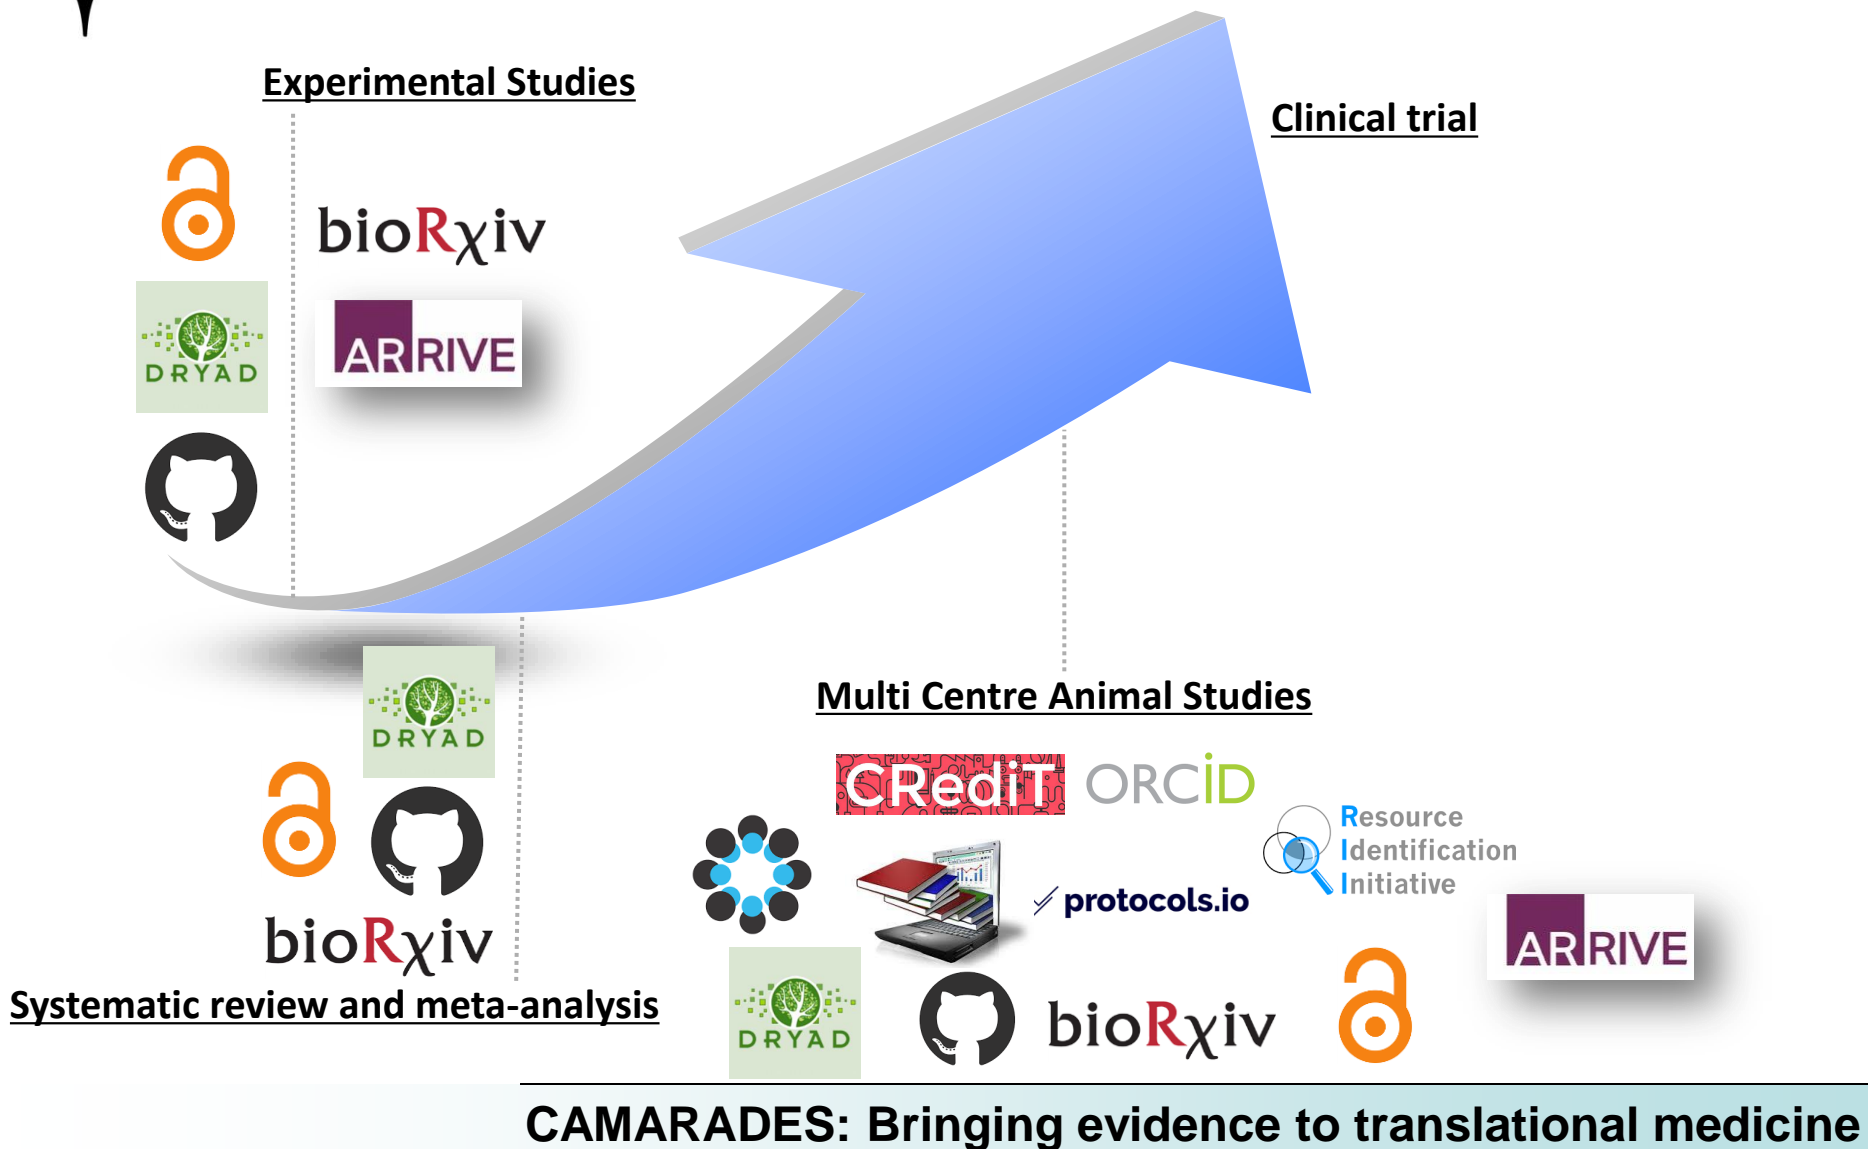 Experimental Studies
Clinical trial
bioRχiv
DRYAD
ARRIVE
DRYAD
bioRχiv
Systematic review and meta-analysis
Multi Centre Animal Studies
CRediT
ORCiD
Resource
Identification
Initiative
protocols.io
ARRIVE
DRYAD
bioRχiv
CAMARADES: Bringing evidence to translational medicine